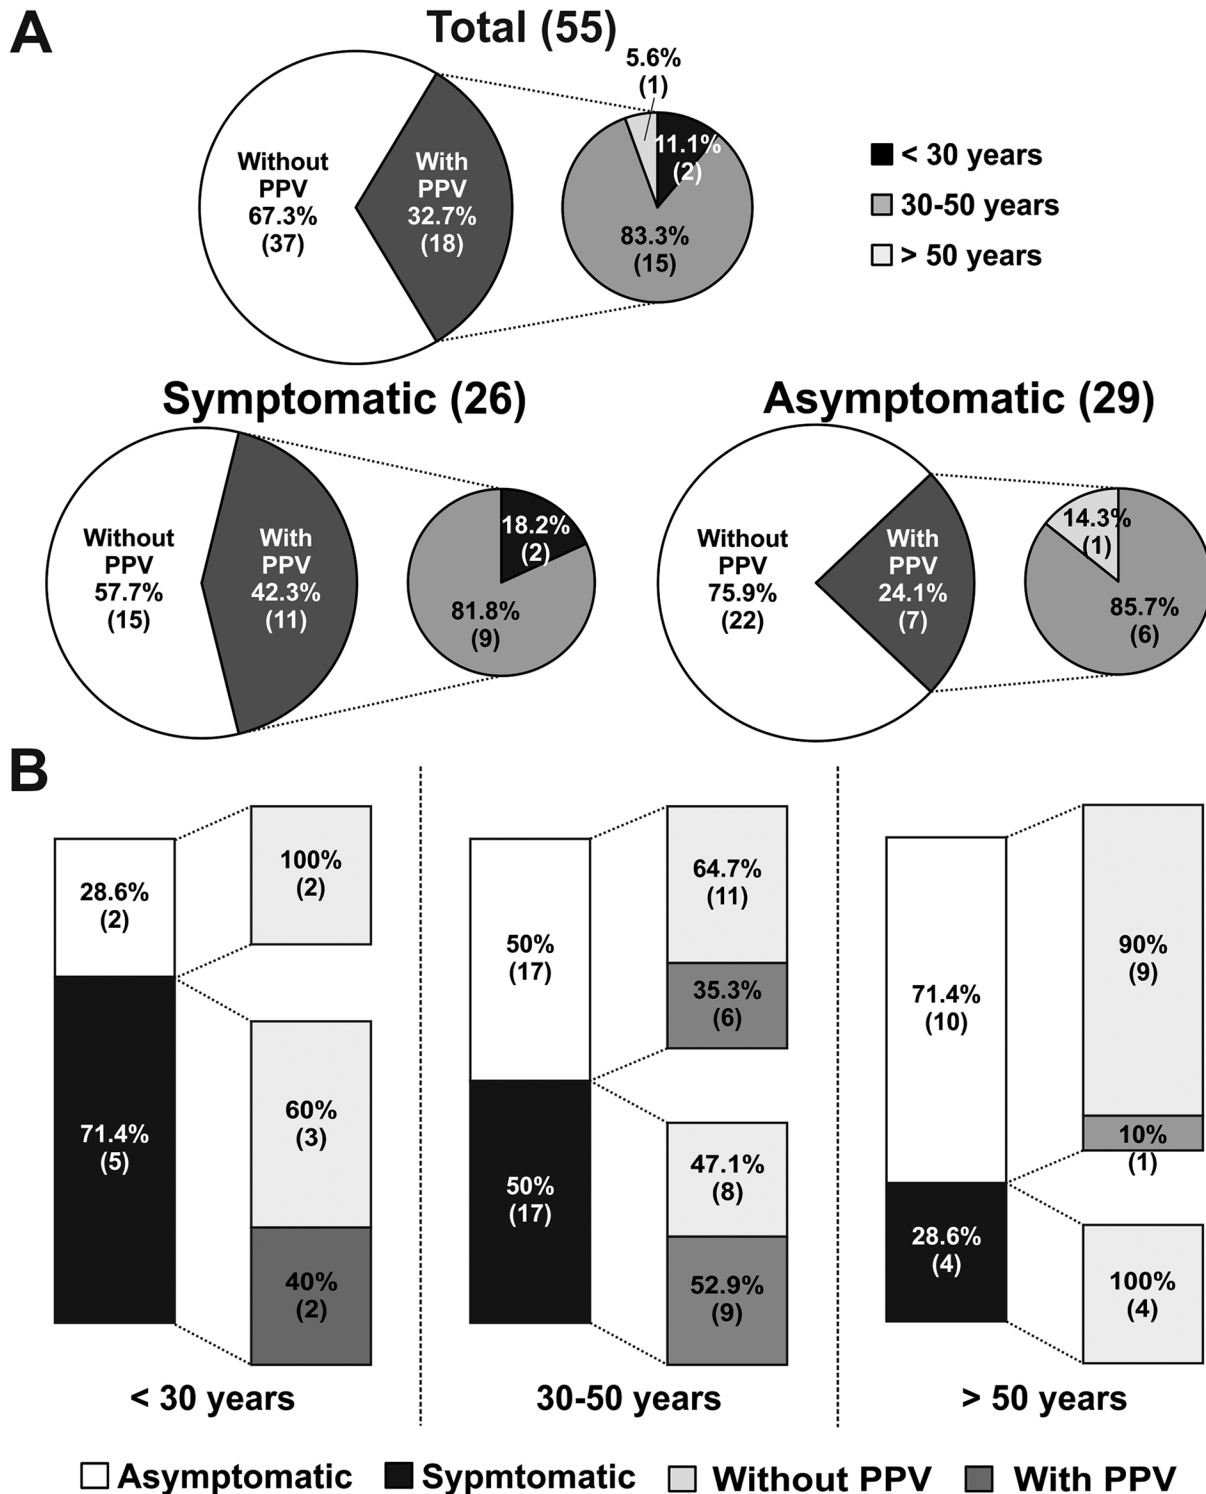 A
Total (55)
5.6%
(1)
Without
PPV
67.3%
(37)
With
PPV
32.7%
(18)
11.1%
(2)
83.3%
(15)
< 30 years
30-50 years
> 50 years
Symptomatic (26)
Without
PPV
57.7%
(15)
With
PPV
42.3%
(11)
18.2%
(2)
81.8%
(9)
Asymptomatic (29)
Without
PPV
75.9%
(22)
With
PPV
24.1%
(7)
14.3%
(1)
85.7%
(6)
B
28.6%
(2)
71.4%
(5)
100%
(2)
60%
(3)
40%
(2)
< 30 years
50%
(17)
50%
(17)
64.7%
(11)
35.3%
(6)
47.1%
(8)
52.9%
(9)
30-50 years
71.4%
(10)
28.6%
(4)
90%
(9)
10%
(1)
100%
(4)
> 50 years
Asymptomatic
Sypmtomatic
Without PPV
With PPV